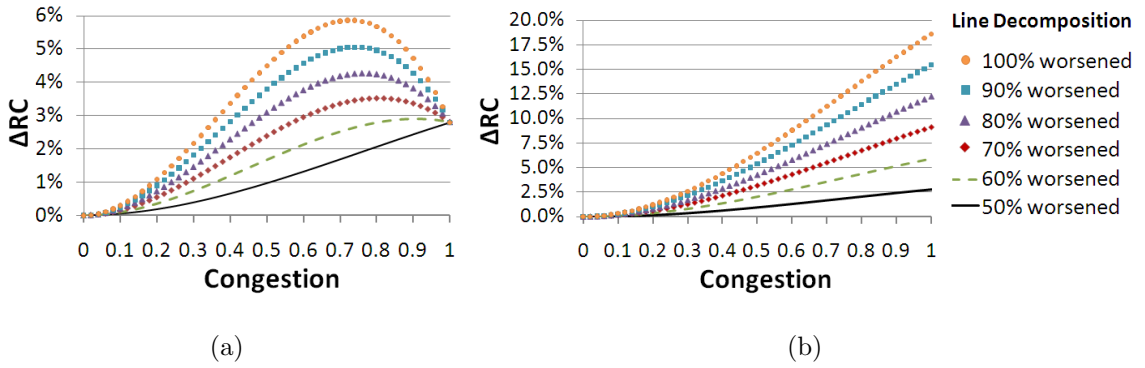 6%
5%
4%
3%
2%
1%
0%
ΔRC
0 0.1 0.2 0.3 0.4 0.5 0.6 0.7 0.8 0.9 1
Congestion
(a)
20.0%
17.5%
15.0%
12.5%
10.0%
7.5%
5.0%
2.5%
0.0%
ΔRC
0 0.1 0.2 0.3 0.4 0.5 0.6 0.7 0.8 0.9 1
Congestion
(b)
Line Decomposition
100% worsened
90% worsened
80% worsened
70% worsened
60% worsened
50% worsened